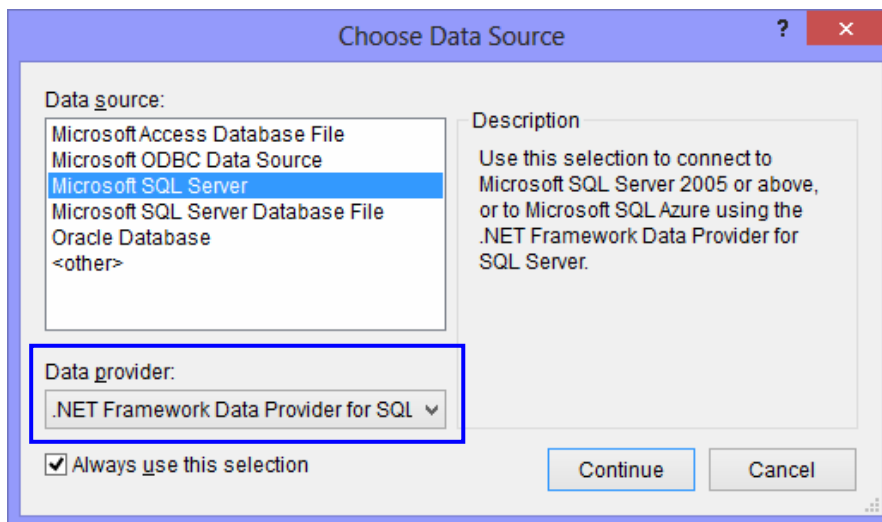 Choose Data Source
?
Data source:
Microsoft Access Database File
Microsoft ODBC Data Source
Microsoft SQL Server
Microsoft SQL Server Database File
Oracle Database
<other>
Description
Use this selection to connect to
Microsoft SQL Server 2005 or above,
or to Microsoft SQL Azure using the
.NET Framework Data Provider for
SQL Server.
Data provider:
.NET Framework Data Provider for SQL
Always use this selection
Continue
Cancel